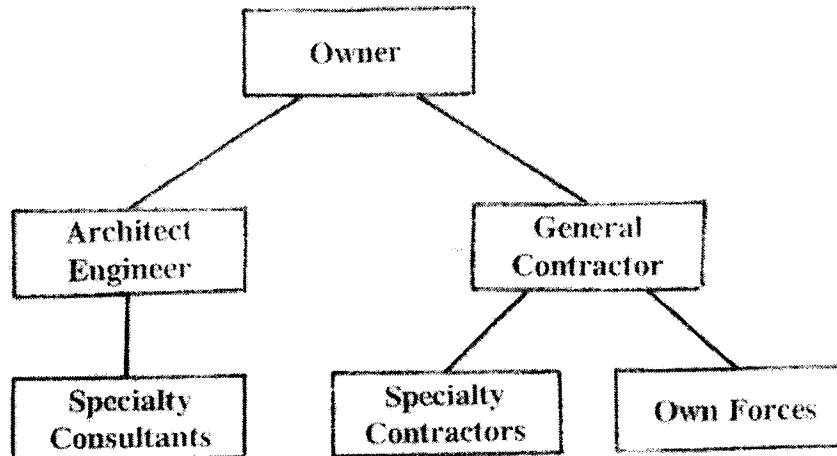 Owner
Architect
Engineer
General
Contractor
Specialty
Consultants
Specialty
Contractors
Own Forces